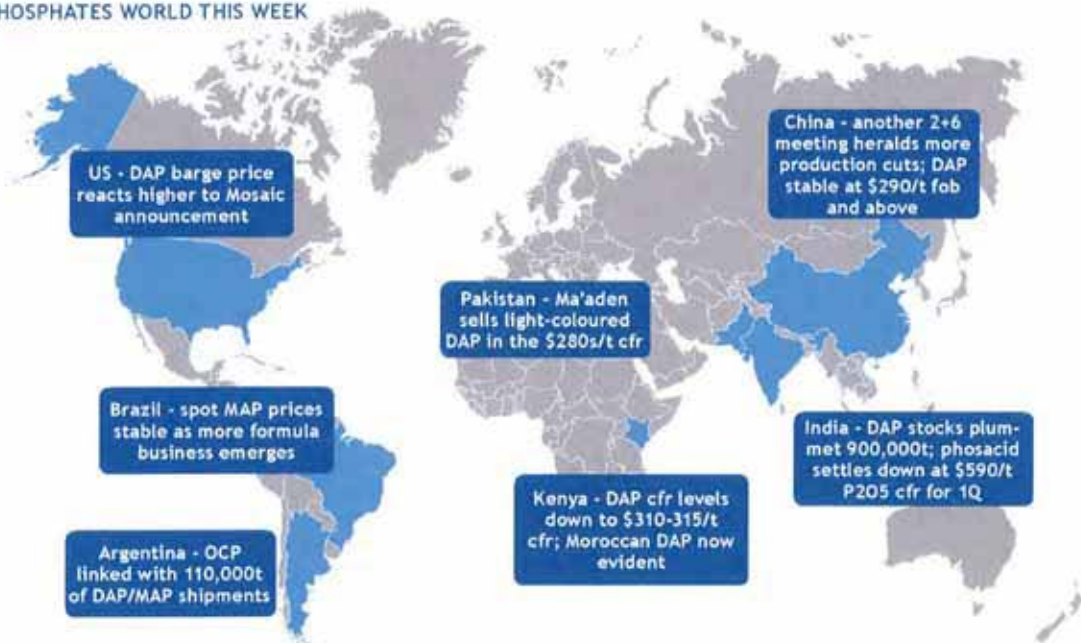 HOSPHATES WORLD THIS WEEK
US - DAP barge price
reacts higher to Mosaic
announcement
China - another 2+6
meeting heralds more
production cuts; DAP
stable at $290/t fob
and above
Pakistan - Ma'aden
sells light-coloured
DAP in the $280s/t cfr
Brazil - spot MAP prices
stable as more formula
business emerges
India - DAP stocks plum-
met 900,000t; phosacid
settles down at $590/t
P2O5 cfr for 1Q
Kenya - DAP cfr levels
down to $310-315/t
cfr; Moroccan DAP now
evident
Argentina - OCP
linked with 110,000t
of DAP/MAP shipments